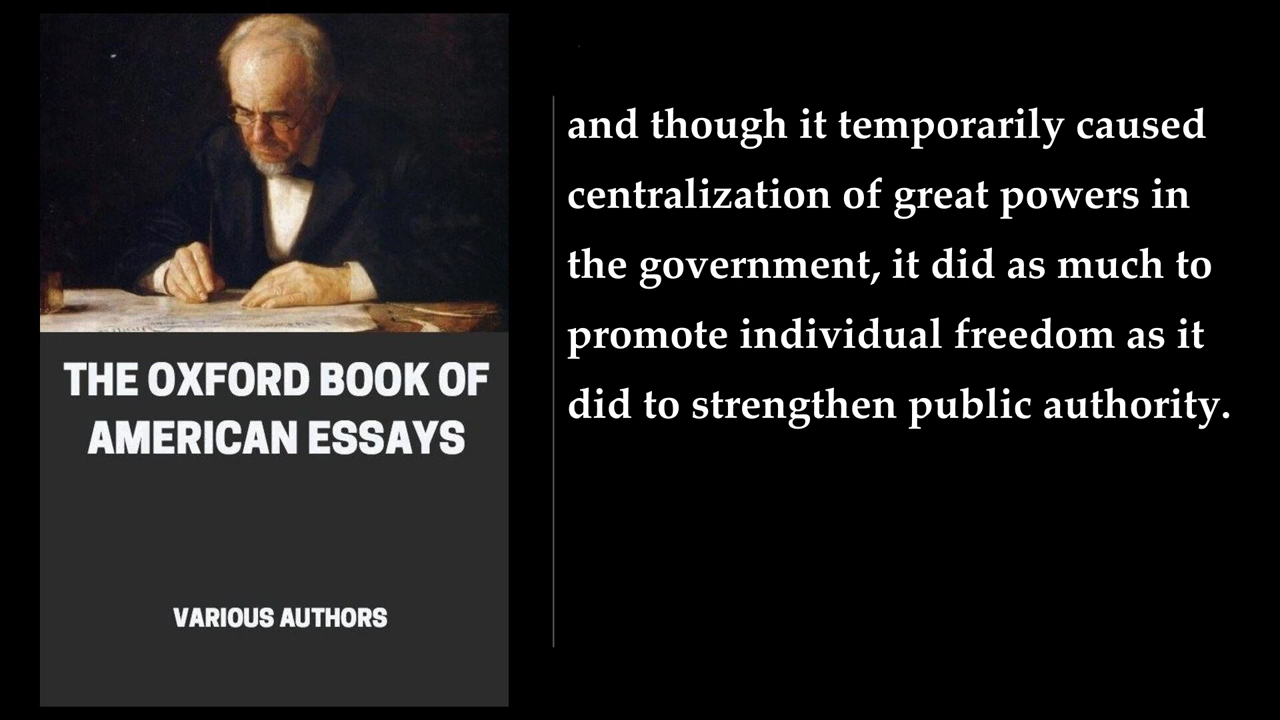 THE OXFORD BOOK OF
AMERICAN ESSAYS
VARIOUS AUTHORS
and though it temporarily caused
centralization of great powers in
the government, it did as much to
promote individual freedom as it
did to strengthen public authority.